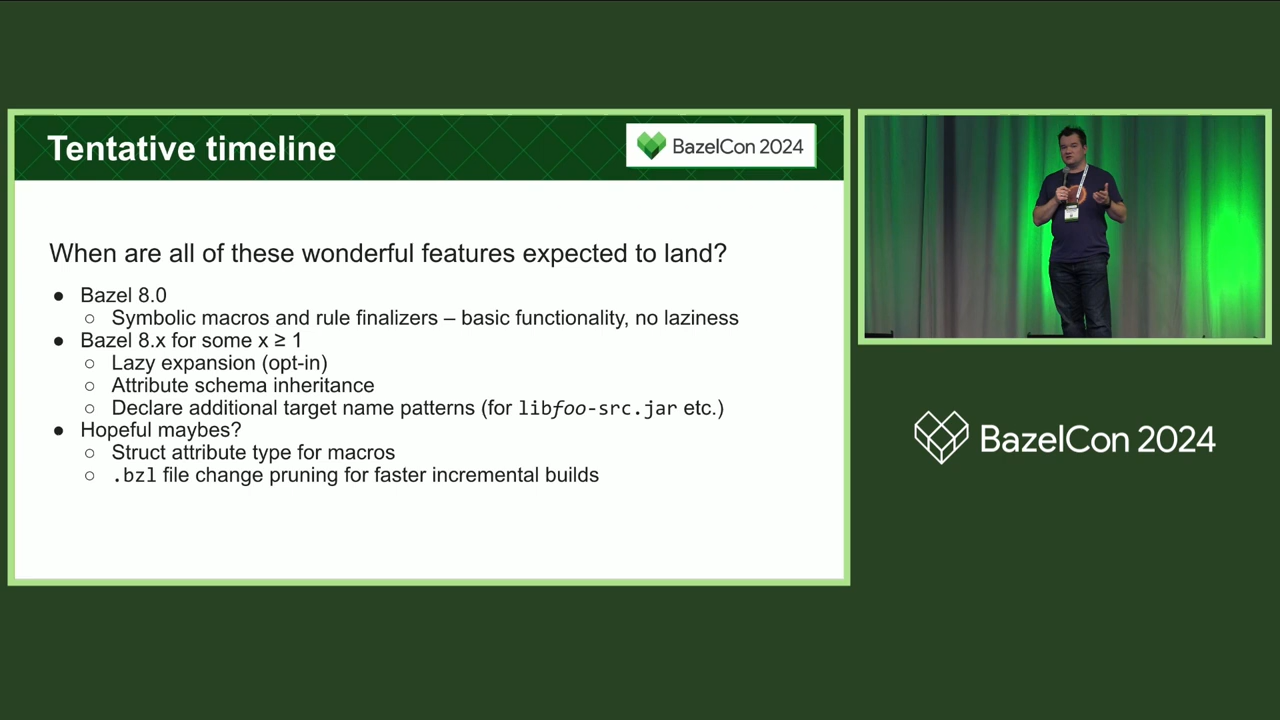 Tentative timeline
BazelCon 2024
When are all of these wonderful features expected to land?
● Bazel 8.0
○ Symbolic macros and rule finalizers – basic functionality, no laziness
● Bazel 8.x for some x ≥ 1
○ Lazy expansion (opt-in)
○ Attribute schema inheritance
○ Declare additional target name patterns (for libfoo-src.jar etc.)
● Hopeful maybes?
○ Struct attribute type for macros
○ .bzl file change pruning for faster incremental builds
BazelCon 2024